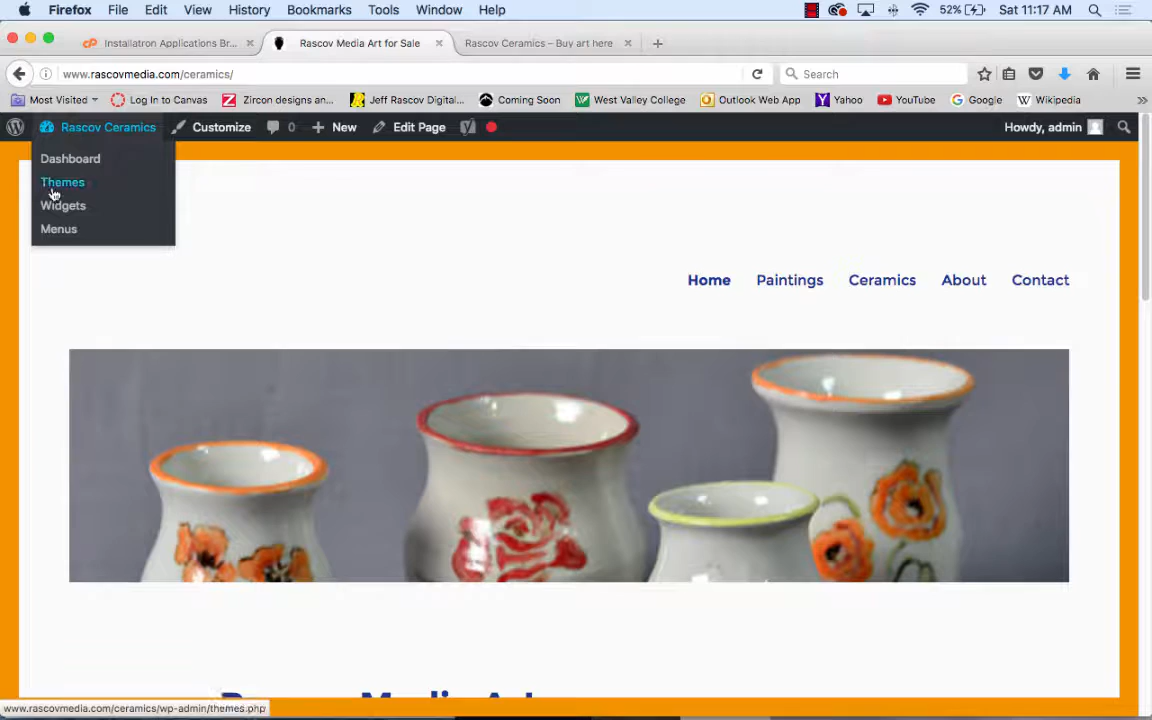 Firefox File Edit View History Bookmarks Tools Window Help 52% Sat 11:17 AM
Installatron Applications Br... Rascov Media Art for Sale Rascov Ceramics – Buy art here
www.rascovmedia.com/ceramics/ Search
Most Visited Log In to Canvas Zircon designs an... Jeff Rascov Digital... Coming Soon West Valley College Outlook Web App Yahoo YouTube Google Wikipedia
Rascov Ceramics Customize 0 New Edit Page Howdy, admin
Dashboard
Themes
Widgets
Menus
Home Paintings Ceramics About Contact
www.rascovmedia.com/ceramics/wp-admin/themes.php